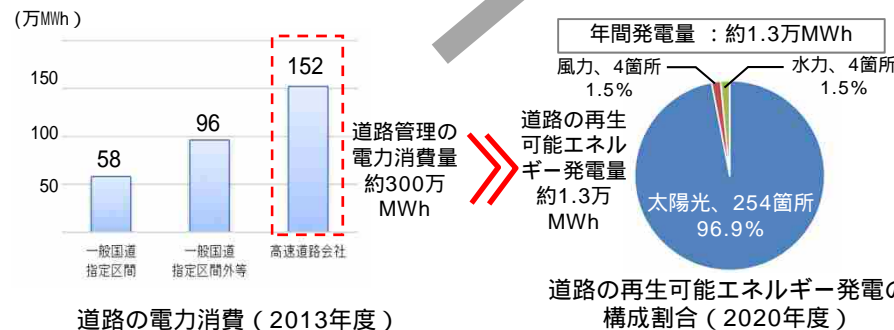 (万MWh)
150
100
50
58
96
152
一般国道
指定区間
一般国道
指定区間外等
高速道路会社
道路の電力消費(2013年度)
道路管理の
電力消費量
約300万
MWh
道路の再生
可能エネル
ギー発電量
約1.3万
MWh
年間発電量 :約1.3万MWh
風力、4箇所
1.5%
水力、4箇所
1.5%
太陽光、254箇所
96.9%
道路の再生可能エネルギー発電の
構成割合(2020年度)